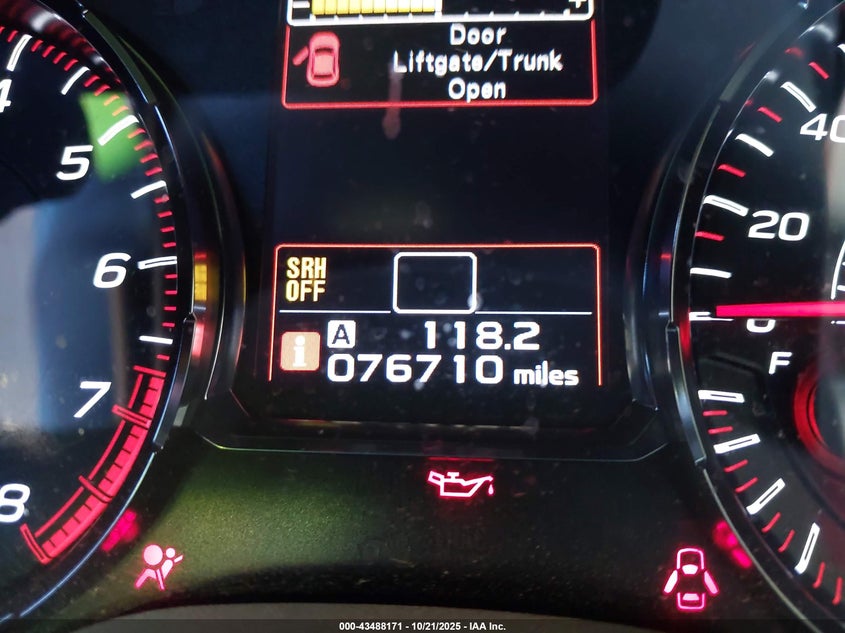 Door
Liftgate/Trunk
Open
4
5
6
7
8
40
20
0
F
SRH
OFF
A 118.2
i 076710 miles
000-43488171 - 10/21/2025 - IAA Inc.